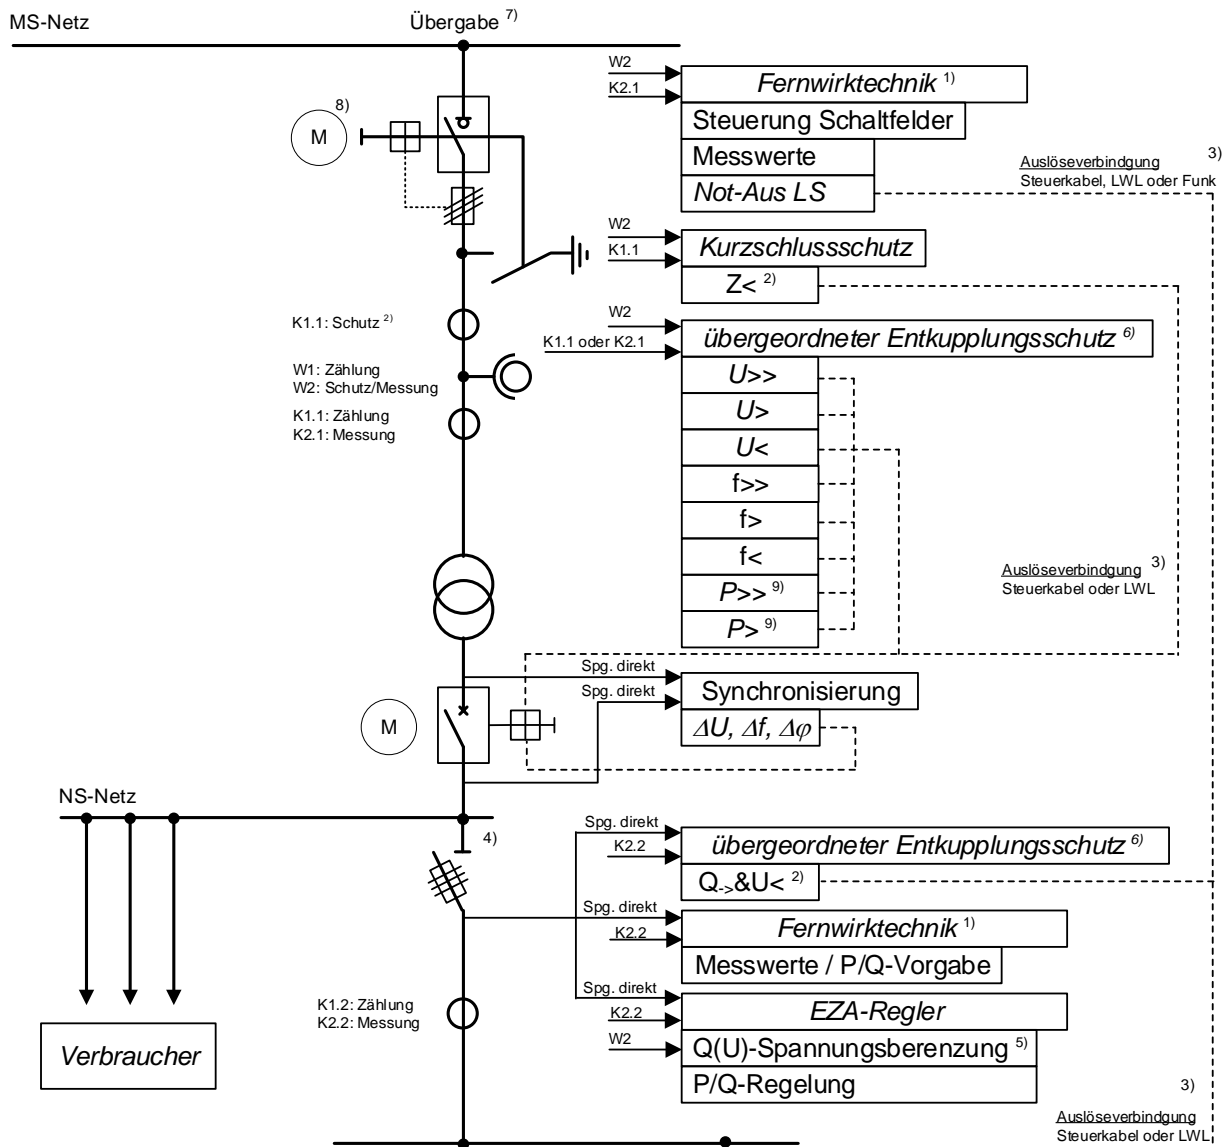 MS-Netz
Übergabe 7)
W2
K2.1
Fernwirktechnik 1)
Steuerung Schaltfelder
Messwerte
Not-Aus LS
8)
M
Auslöseverbindgung 3)
Steuerkabel, LWL oder Funk
W2
K1.1
Kurzschlussschutz
Z< 2)
K1.1: Schutz 2)
W1: Zählung
W2: Schutz/Messung
K1.1: Zählung
K2.1: Messung
W2
K1.1 oder K2.1
übergeordneter Entkupplungsschutz 6)
U>>
U>
U<
f>>
f>
f<
P>> 9)
P> 9)
Auslöseverbindgung 3)
Steuerkabel oder LWL
Spg. direkt
Spg. direkt
Synchronisierung
ΔU, Δf, Δφ
M
NS-Netz
4)
Spg. direkt
K2.2
übergeordneter Entkupplungsschutz 6)
Q->&U< 2)
Spg. direkt
K2.2
Fernwirktechnik 1)
Messwerte / P/Q-Vorgabe
Spg. direkt
K2.2
W2
EZA-Regler
Q(U)-Spannungsberenzung 5)
P/Q-Regelung
K1.2: Zählung
K2.2: Messung
Verbraucher
3)
Auslöseverbindgung
Steuerkabel oder LWL